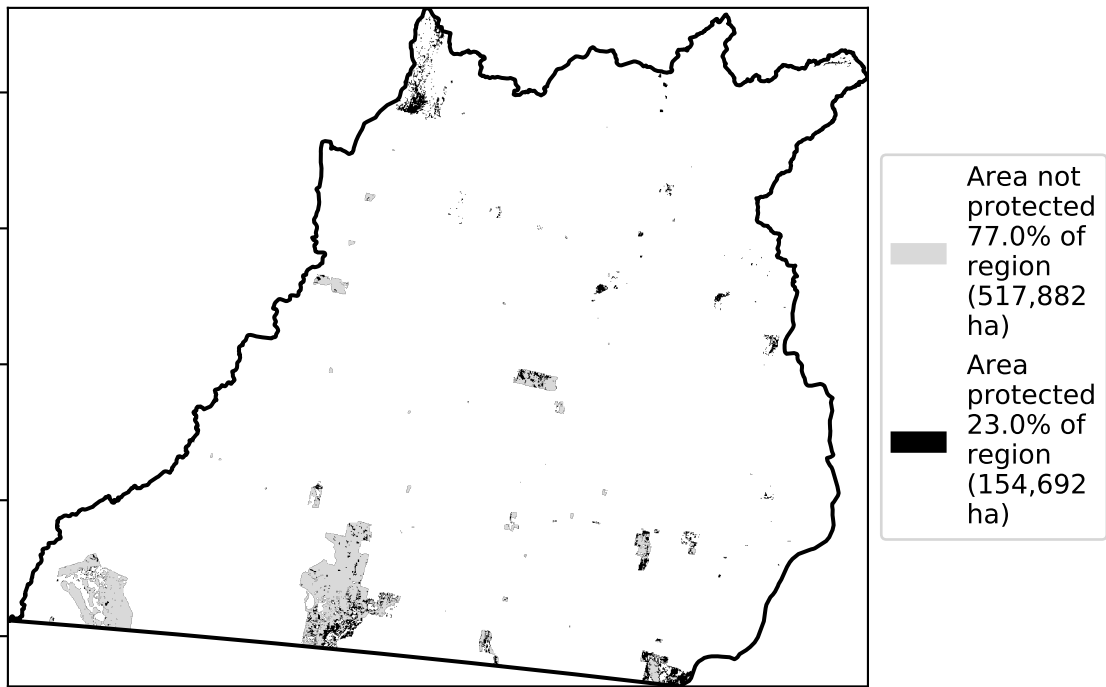 Area not
protected
77.0% of
region
(517,882
ha)
Area
protected
23.0% of
region
(154,692
ha)